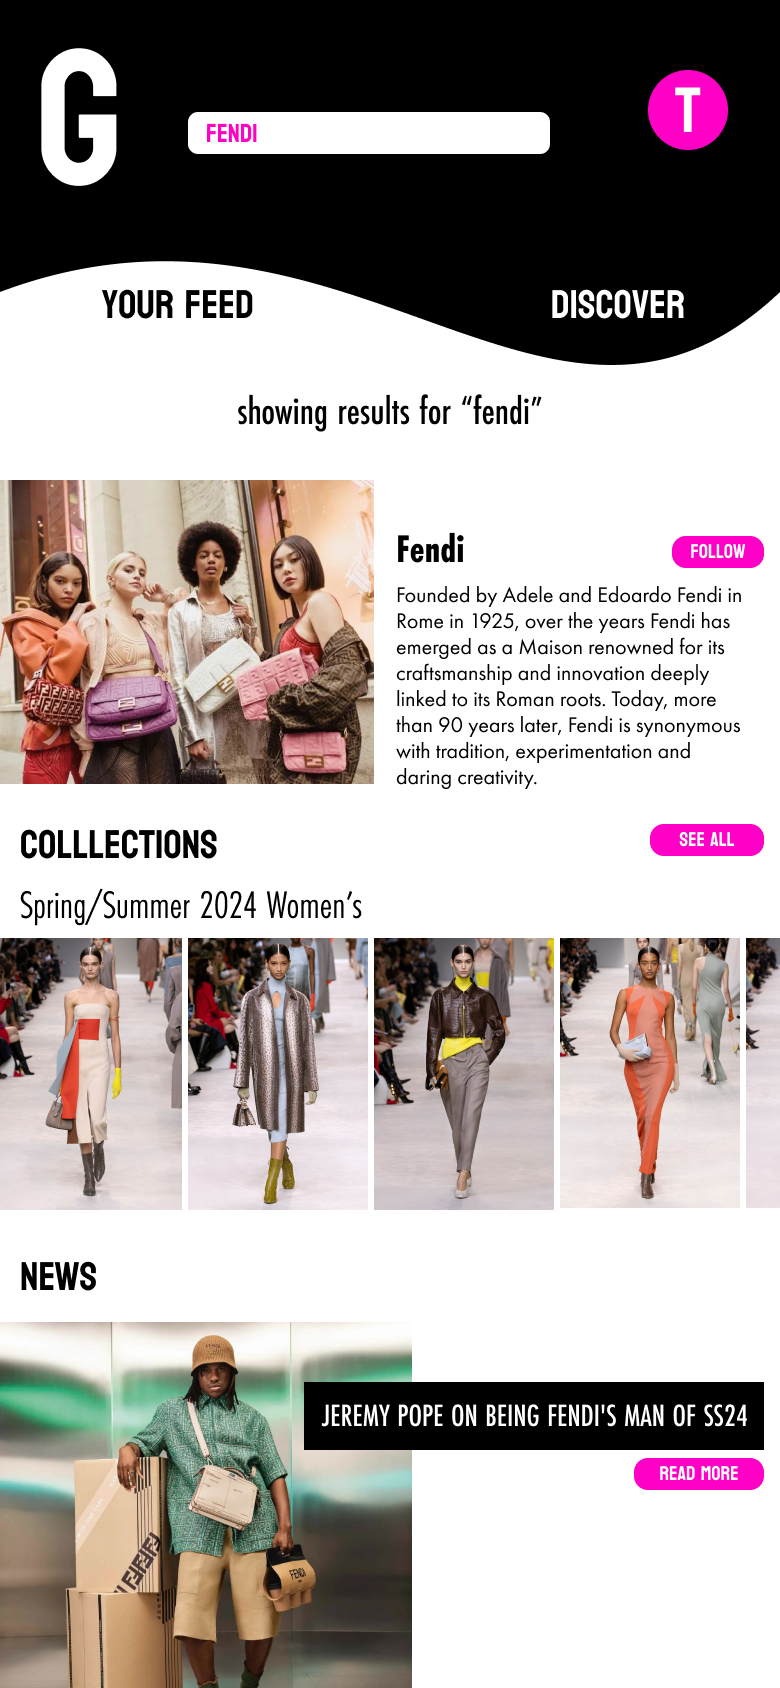 G
FENDI
T
YOUR FEED
DISCOVER
showing results for “fendi”
Fendi
FOLLOW
Founded by Adele and Edoardo Fendi in
Rome in 1925, over the years Fendi has
emerged as a Maison renowned for its
craftsmanship and innovation deeply
linked to its Roman roots. Today, more
than 90 years later, Fendi is synonymous
with tradition, experimentation and
daring creativity.
COLLLECTIONS
SEE ALL
Spring/Summer 2024 Women’s
NEWS
FENDI
JEREMY POPE ON BEING FENDI'S MAN OF SS24
READ MORE
FENDI